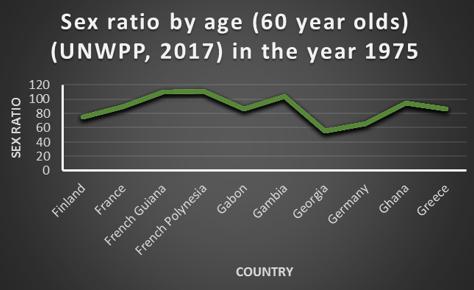 Sex ratio by age (60 year olds)
(UNWPP, 2017) in the year 1975
SEX RATIO
120
100
80
60
40
20
0
Finland
France
French Guiana
French Polynesia
Gabon
Gambia
Georgia
Germany
Ghana
Greece
COUNTRY